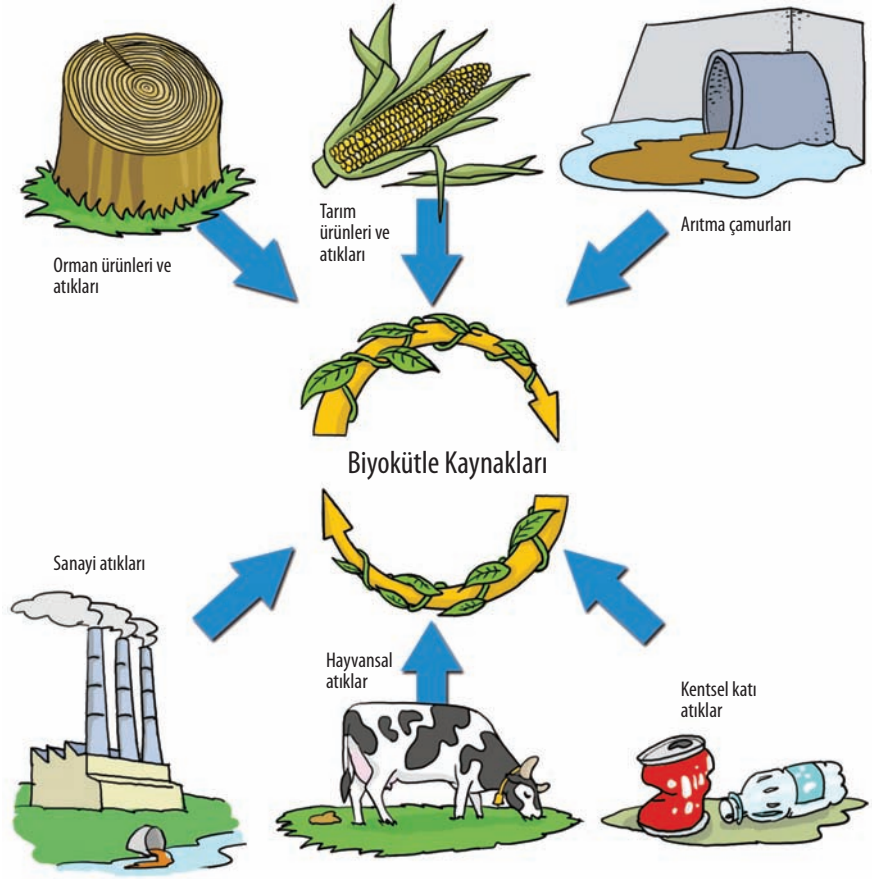 Orman ürünleri ve
atıkları
Tarım
ürünleri ve
atıkları
Arıtma çamurları
Biyokütle Kaynakları
Sanayi atıkları
Hayvansal
atıklar
Kentsel katı
atıklar